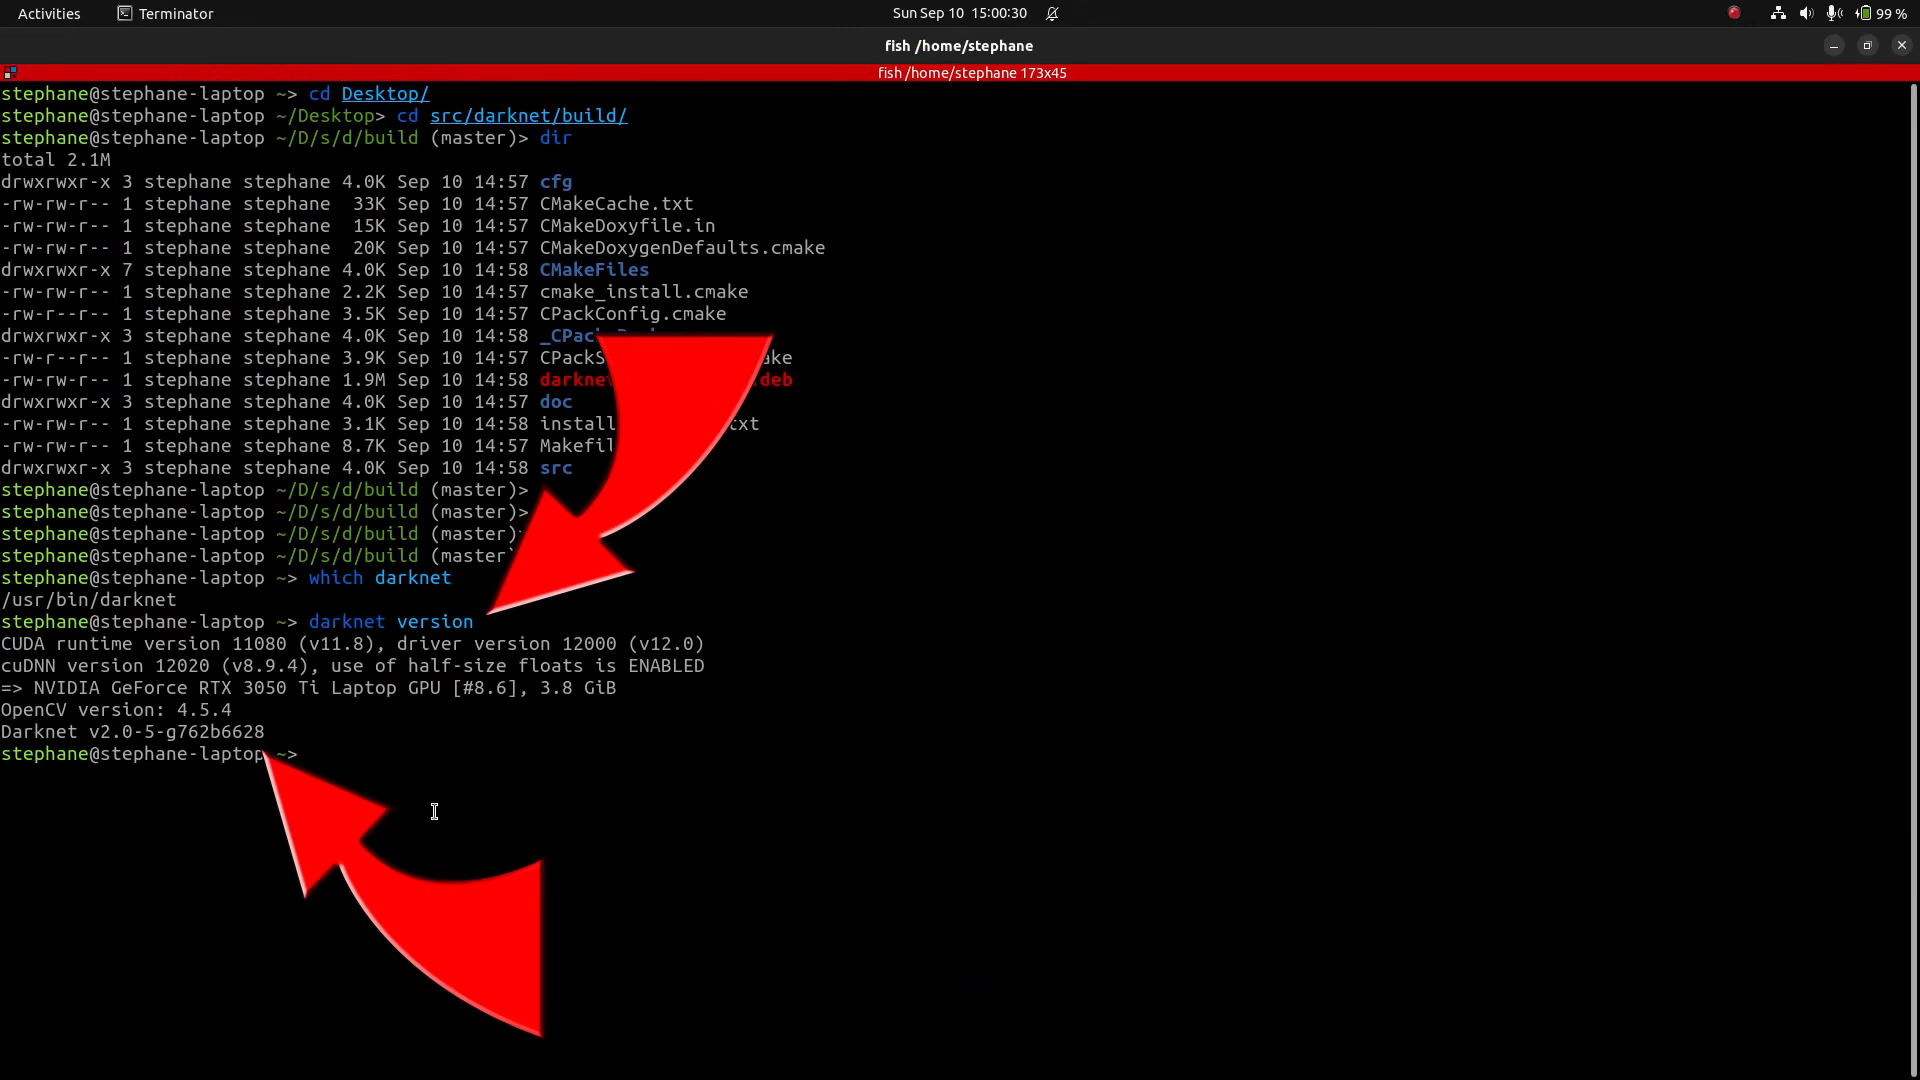 Activities Terminator Sun Sep 10 15:00:30 99 %
fish /home/stephane
fish /home/stephane 173x45
stephane@stephane-laptop ~> cd Desktop/
stephane@stephane-laptop ~/Desktop> cd src/darknet/build/
stephane@stephane-laptop ~/D/s/d/build (master)> dir
total 2.1M
drwxrwxr-x 3 stephane stephane 4.0K Sep 10 14:57 cfg
-rw-rw-r-- 1 stephane stephane  33K Sep 10 14:57 CMakeCache.txt
-rw-rw-r-- 1 stephane stephane  15K Sep 10 14:57 CMakeDoxyfile.in
-rw-rw-r-- 1 stephane stephane  20K Sep 10 14:57 CMakeDoxygenDefaults.cmake
drwxrwxr-x 7 stephane stephane 4.0K Sep 10 14:58 CMakeFiles
-rw-rw-r-- 1 stephane stephane 2.2K Sep 10 14:57 cmake_install.cmake
-rw-r--r-- 1 stephane stephane 3.5K Sep 10 14:57 CPackConfig.cmake
drwxrwxr-x 3 stephane stephane 4.0K Sep 10 14:58
-rw-r--r-- 1 stephane stephane 3.9K Sep 10 14:57
-rw-rw-r-- 1 stephane stephane 1.9M Sep 10 14:58 .deb
drwxrwxr-x 3 stephane stephane 4.0K Sep 10 14:57 doc
-rw-rw-r-- 1 stephane stephane 3.1K Sep 10 14:58 install txt
-rw-rw-r-- 1 stephane stephane 8.7K Sep 10 14:57
drwxrwxr-x 3 stephane stephane 4.0K Sep 10 14:58 src
stephane@stephane-laptop ~/D/s/d/build (master)>
stephane@stephane-laptop ~/D/s/d/build (master)>
stephane@stephane-laptop ~/D/s/d/build (master)
stephane@stephane-laptop ~/D/s/d/build (master
stephane@stephane-laptop ~> which darknet
/usr/bin/darknet
stephane@stephane-laptop ~> darknet version
CUDA runtime version 11080 (v11.8), driver version 12000 (v12.0)
cuDNN version 12020 (v8.9.4), use of half-size floats is ENABLED
=> NVIDIA GeForce RTX 3050 Ti Laptop GPU [#8.6], 3.8 GiB
OpenCV version: 4.5.4
Darknet v2.0-5-g762b6628
stephane@stephane-laptop ~>